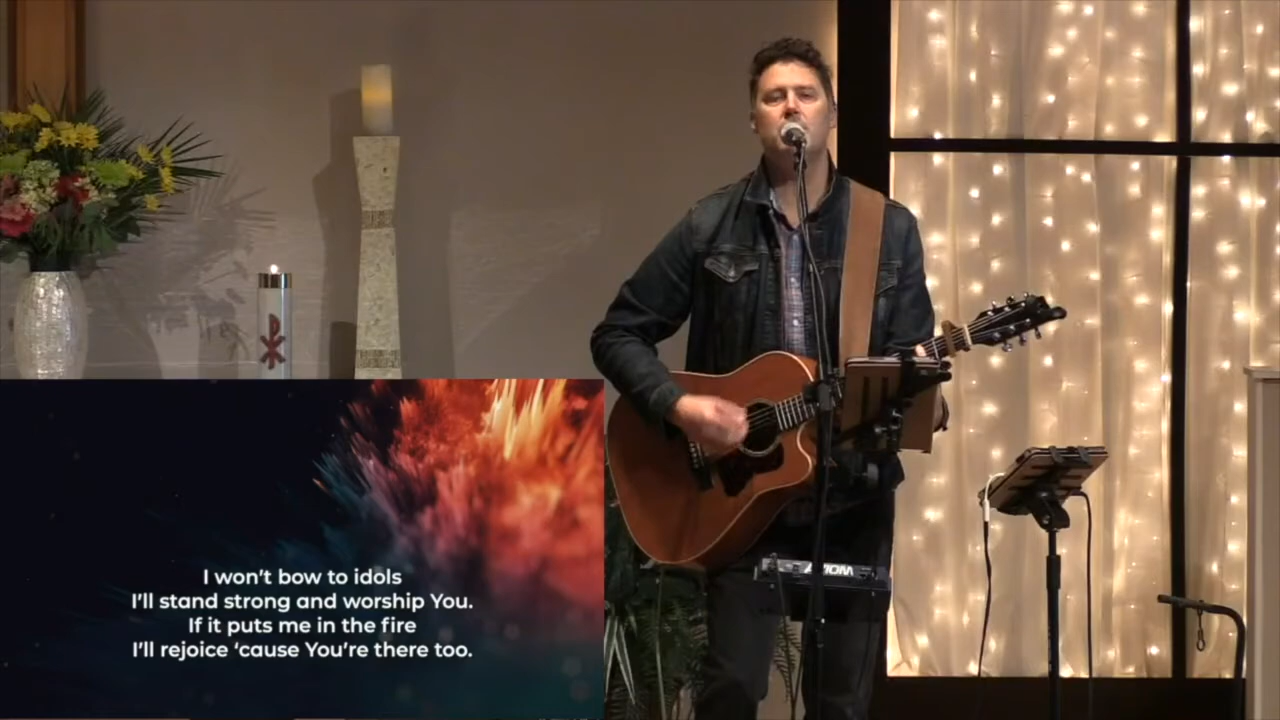 I won't bow to idols
I'll stand strong and worship You.
If it puts me in the fire
I'll rejoice ‘cause You're there too.
AXIOM